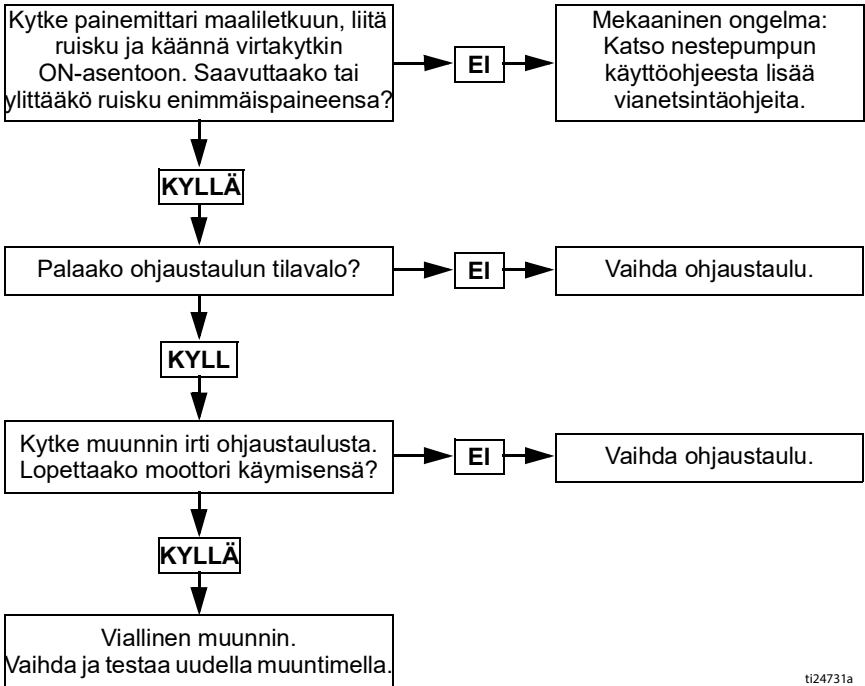 Kytke painemittari maaliletkuun, liitä
ruisku ja käännä virtakytkin
ON-asentoon. Saavuttaako tai
ylittääkö ruisku enimmäispaineensa?
EI
Mekaaninen ongelma:
Katso nestepumpun
käyttöohjeesta lisää
vianetsintäohjeita.
KYLLÄ
Palaako ohjaustaulun tilavalo?
EI
Vaihda ohjaustaulu.
KYLL
Kytke muunnin irti ohjaustaulusta.
Lopettaako moottori käymisensä?
EI
Vaihda ohjaustaulu.
KYLLÄ
Viallinen muunnin.
Vaihda ja testaa uudella muuntimella.
ti24731a